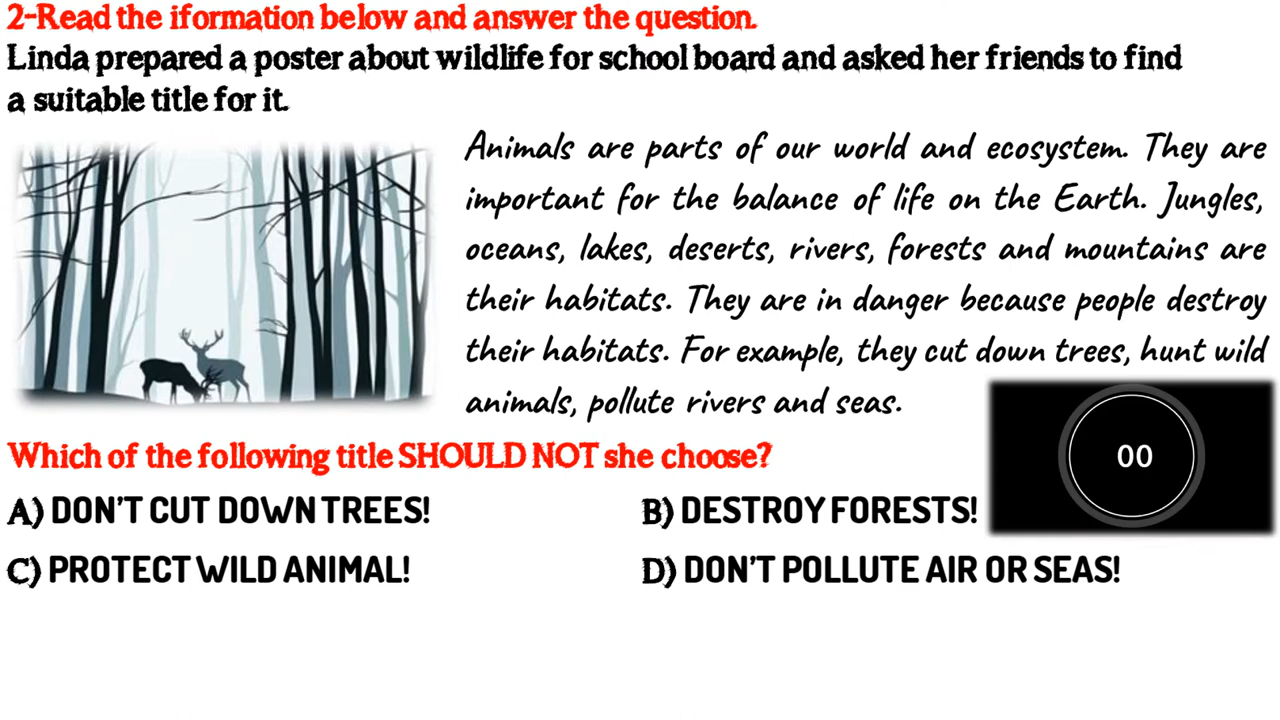 2-Read the iformation below and answer the question.
Linda prepared a poster about wildlife for school board and asked her friends to find
a suitable title for it.
Animals are parts of our world and ecosystem. They are
important for the balance of life on the Earth. Jungles,
oceans, lakes, deserts, rivers, forests and mountains are
their habitats. They are in danger because people destroy
their habitats. For example, they cut down trees, hunt wild
animals, pollute rivers and seas.
00
Which of the following title SHOULD NOT she choose?
A) DON'T CUT DOWN TREES!
B) DESTROY FORESTS!
C) PROTECT WILD ANIMAL!
D) DON'T POLLUTE AIR OR SEAS!